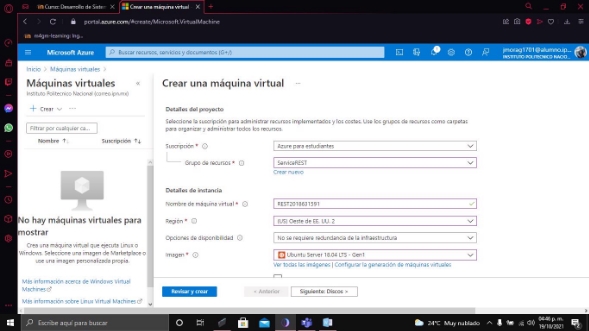 Curso: Desarrollo de Sistem
Crear una máquina virtual
portal.azure.com/#create/Microsoft.VirtualMachine
Microsoft Azure
Buscar recursos, servicios y documentos (G+/)
INSTITUTO POLITECNICO NACIO...
Inicio > Máquinas virtuales >
Máquinas virtuales
Instituto Politecnico Nacional (correo.ipn.mx)
+ Crear
Filtrar por cualquier ca...
Nombre ↑↓ Suscripción ↑↓
No hay máquinas virtuales para
mostrar
Cree una máquina virtual que ejecuta Linux o
Windows. Seleccione una imagen de Marketplace o
use una imagen personalizada propia.
Más información acerca de Windows Virtual
Machines
Más información sobre Linux Virtual Machines
Crear una máquina virtual ...
Detalles del proyecto
Seleccione la suscripción para administrar recursos implementados y los costes. Use los grupos de recursos como carpetas
para organizar y administrar todos los recursos.
Suscripción * Azure para estudiantes
Grupo de recursos * ServiceREST
Crear nuevo
Detalles de instancia
Nombre de máquina virtual * REST2016631591
Región * (US) Oeste de EE. UU. 2
Opciones de disponibilidad No se requiere redundancia de la infraestructura
Imagen * Ubuntu Server 18.04 LTS - Gen1
Ver todas las imágenes | Configurar la generación de máquinas virtuales
Revisar y crear < Anterior Siguiente: Discos >
Escribe aquí para buscar
24°C Muy nublado
04:46 p. m.
19/10/2021